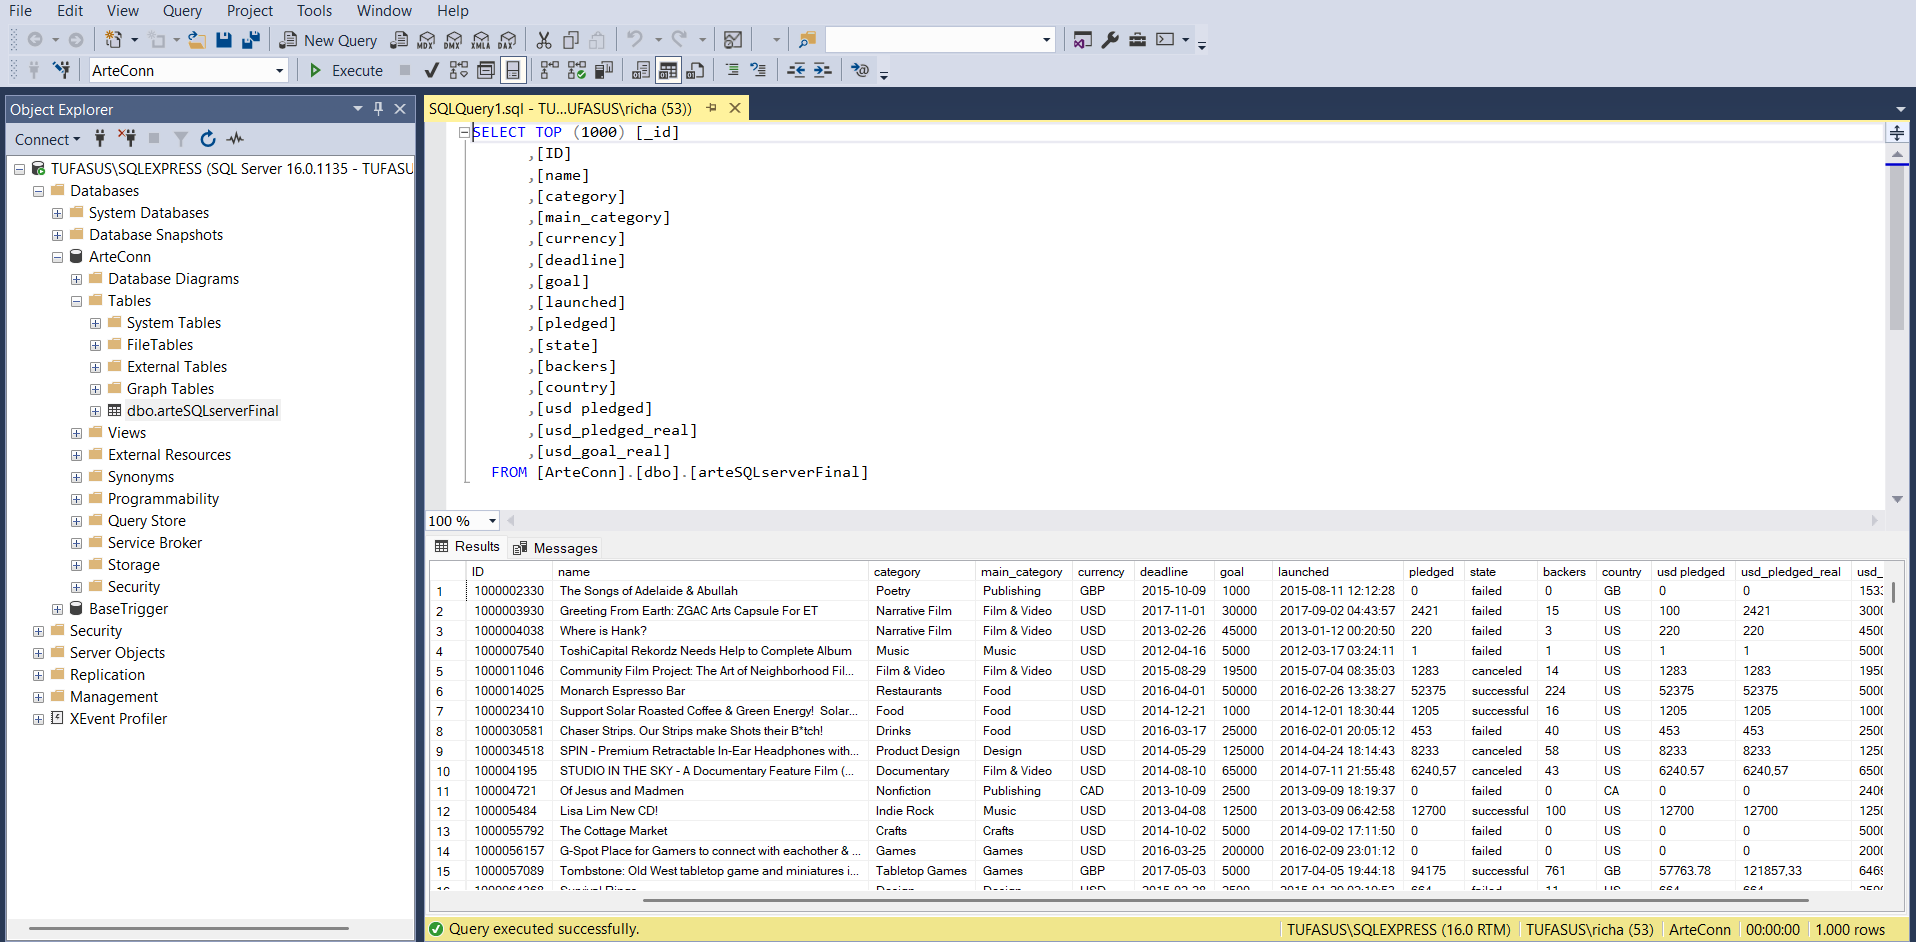 File Edit View Query Project Tools Window Help
New Query MDX DMX XMLA DAX
ArteConn Execute
Object Explorer
Connect
TUFASUS\SQLEXPRESS (SQL Server 16.0.1135 - TUFASU
Databases
System Databases
Database Snapshots
ArteConn
Database Diagrams
Tables
System Tables
FileTables
External Tables
Graph Tables
dbo.arteSQLserverFinal
Views
External Resources
Synonyms
Programmability
Query Store
Service Broker
Storage
Security
BaseTrigger
Security
Server Objects
Replication
Management
XEvent Profiler
SQLQuery1.sql - TU...UFASUS\richa (53))
SELECT TOP (1000) [_id]
,[ID]
,[name]
,[category]
,[main_category]
,[currency]
,[deadline]
,[goal]
,[launched]
,[pledged]
,[state]
,[backers]
,[country]
,[usd pledged]
,[usd_pledged_real]
,[usd_goal_real]
FROM [ArteConn].[dbo].[arteSQLserverFinal]
100 %
Results Messages
ID name category main_category currency deadline goal launched pledged state backers country usd pledged usd_pledged_real usd_
1 1000002330 The Songs of Adelaide & Abullah Poetry Publishing GBP 2015-10-09 1000 2015-08-11 12:12:28 0 failed 0 GB 0 0 1533
2 1000003930 Greeting From Earth: ZGAC Arts Capsule For ET Narrative Film Film & Video USD 2017-11-01 30000 2017-09-02 04:43:57 2421 failed 15 US 100 2421 3000
3 1000004038 Where is Hank? Narrative Film Film & Video USD 2013-02-26 45000 2013-01-12 00:20:50 220 failed 3 US 220 220 4500
4 1000007540 ToshiCapital Rekordz Needs Help to Complete Album Music Music USD 2012-04-16 5000 2012-03-17 03:24:11 1 failed 1 US 1 1 5000
5 1000011046 Community Film Project: The Art of Neighborhood Fil... Film & Video Film & Video USD 2015-08-29 19500 2015-07-04 08:35:03 1283 canceled 14 US 1283 1283 1950
6 1000014025 Monarch Espresso Bar Restaurants Food USD 2016-04-01 50000 2016-02-26 13:38:27 52375 successful 224 US 52375 52375 5000
7 1000023410 Support Solar Roasted Coffee & Green Energy! Solar... Food Food USD 2014-12-21 1000 2014-12-01 18:30:44 1205 successful 16 US 1205 1205 1000
8 1000030581 Chaser Strips. Our Strips make Shots their B*tch! Drinks Food USD 2016-03-17 25000 2016-02-01 20:05:12 453 failed 40 US 453 453 2500
9 1000034518 SPIN - Premium Retractable In-Ear Headphones with... Product Design Design USD 2014-05-29 125000 2014-04-24 18:14:43 8233 canceled 58 US 8233 8233 1250
10 100004195 STUDIO IN THE SKY - A Documentary Feature Film (... Documentary Film & Video USD 2014-08-10 65000 2014-07-11 21:55:48 6240,57 canceled 43 US 6240.57 6240,57 6500
11 100004721 Of Jesus and Madmen Nonfiction Publishing CAD 2013-10-09 2500 2013-09-09 18:19:37 0 failed 0 CA 0 0 2406
12 100005484 Lisa Lim New CD! Indie Rock Music USD 2013-04-08 12500 2013-03-09 06:42:58 12700 successful 100 US 12700 12700 1250
13 1000055792 The Cottage Market Crafts Crafts USD 2014-10-02 5000 2014-09-02 17:11:50 0 failed 0 US 0 0 5000
14 1000056157 G-Spot Place for Gamers to connect with eachother & ... Games Games USD 2016-03-25 200000 2016-02-09 23:01:12 0 failed 0 US 0 0 2000
15 1000057089 Tombstone: Old West tabletop game and miniatures i... Tabletop Games Games GBP 2017-05-03 5000 2017-04-05 19:44:18 94175 successful 761 GB 57763.78 121857,33 6469
Query executed successfully. TUFASUS\SQLEXPRESS (16.0 RTM) TUFASUS\richa (53) ArteConn 00:00:00 1.000 rows